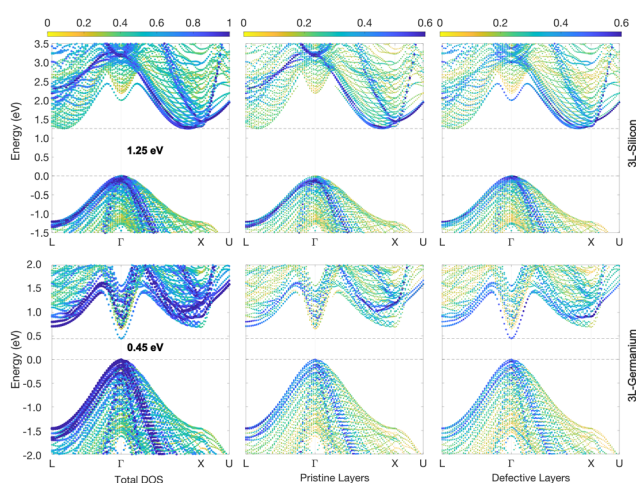 0 0.2 0.4 0.6 0.8 1
0 0.2 0.4 0.6
0 0.2 0.4 0.6
3.5
3.0
2.5
2.0
1.5
1.0
0.5
0.0
-0.5
-1.0
-1.5
Energy (eV)
1.25 eV
L Γ X U
L Γ X U
L Γ X U
3L-Silicon
2.0
1.5
1.0
0.5
0.0
-0.5
-1.0
-1.5
-2.0
Energy (eV)
0.45 eV
L Γ X U
L Γ X U
L Γ X U
3L-Germanium
Total DOS
Pristine Layers
Defective Layers